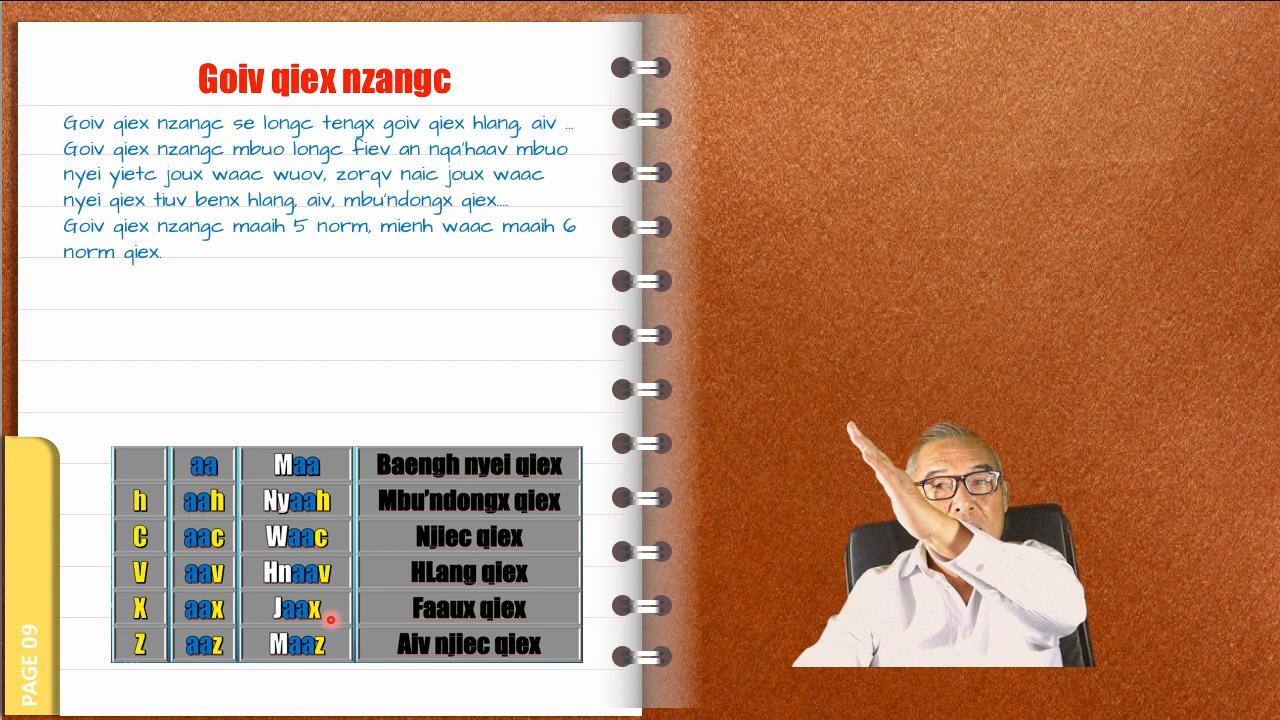 Goiv qiex nzangc
Goiv qiex nzangc se longc tengx goiv qiex hlang, aiv ...
Goiv qiex nzangc mbuo longc fiev an nqa'haav mbuo
nyei yietc joux waac wuov, zorqv naic joux waac
nyei qiex tiuv benx hlang, aiv, mbu'ndongx qiex....
Goiv qiex nzangc maaih 5 norm, mienh waac maaih 6
norm qiex.
aa Maa Baengh nyei qiex
h aah Nyaah Mbu'ndongx qiex
C aac Waac Njiec qiex
V aav Hnaav HLang qiex
X aax Jaax Faaux qiex
Z aaz Maaz Aiv njiec qiex
PAGE 09